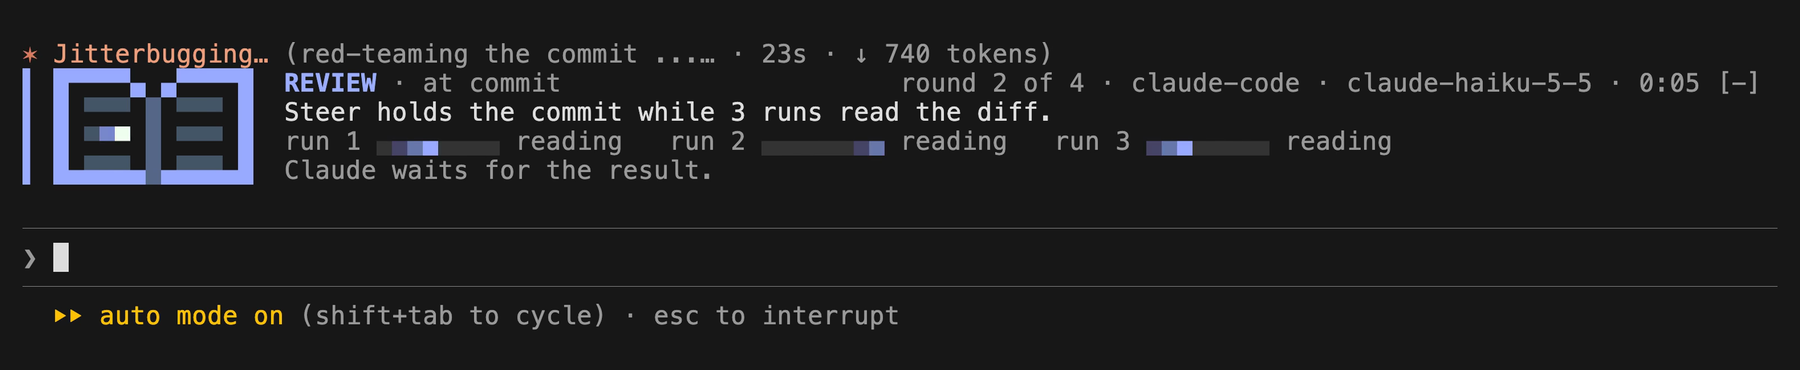 ✶ Jitterbugging… (red-teaming the commit ...… · 23s · ↓ 740 tokens)
REVIEW · at commit round 2 of 4 · claude-code · claude-haiku-5-5 · 0:05 [-]
Steer holds the commit while 3 runs read the diff.
run 1 reading run 2 reading run 3 reading
Claude waits for the result.
❯
⏵⏵ auto mode on (shift+tab to cycle) · esc to interrupt